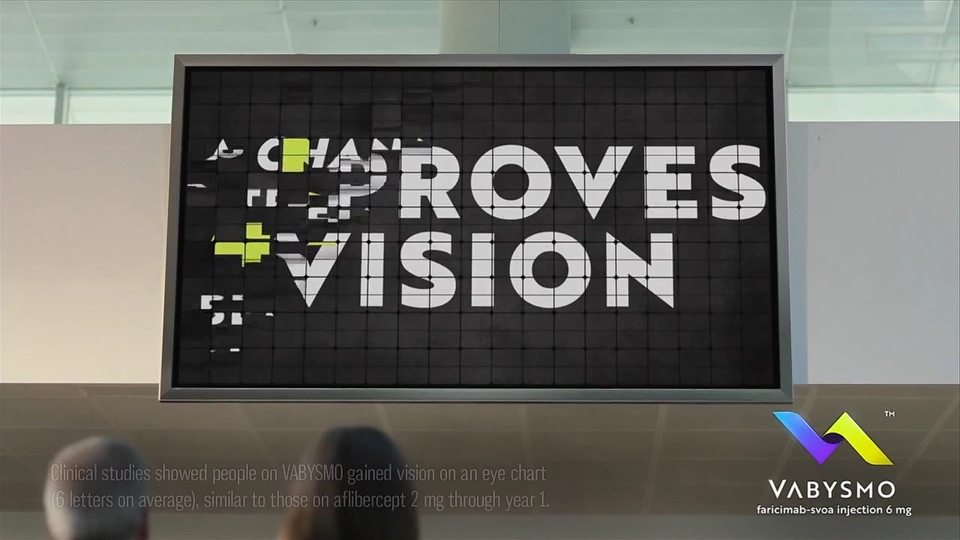 PROVES
VISION
Clinical studies showed people on VABYSMO gained vision on an eye chart
(6 letters on average), similar to those on aflibercept 2 mg through year 1.
VABYSMO
TM
faricimab-svoa injection 6 mg